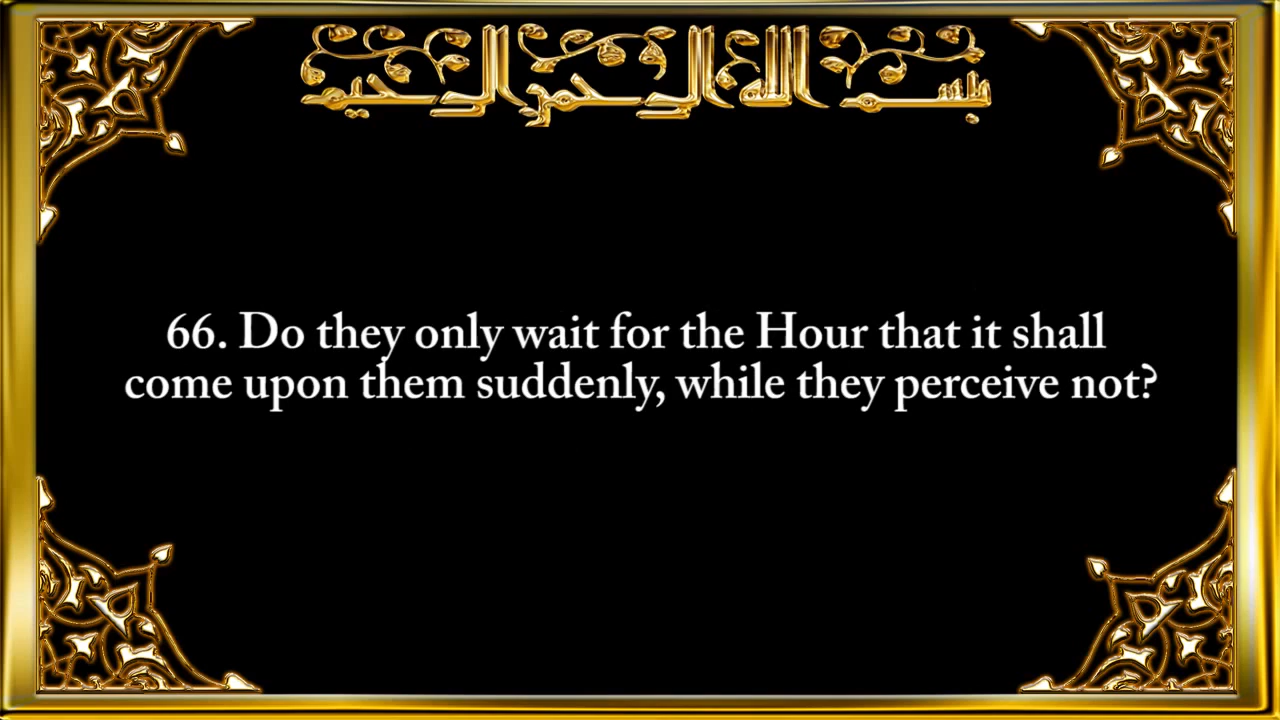 بسم الله الرحمن الرحيم
66. Do they only wait for the Hour that it shall
come upon them suddenly, while they perceive not?